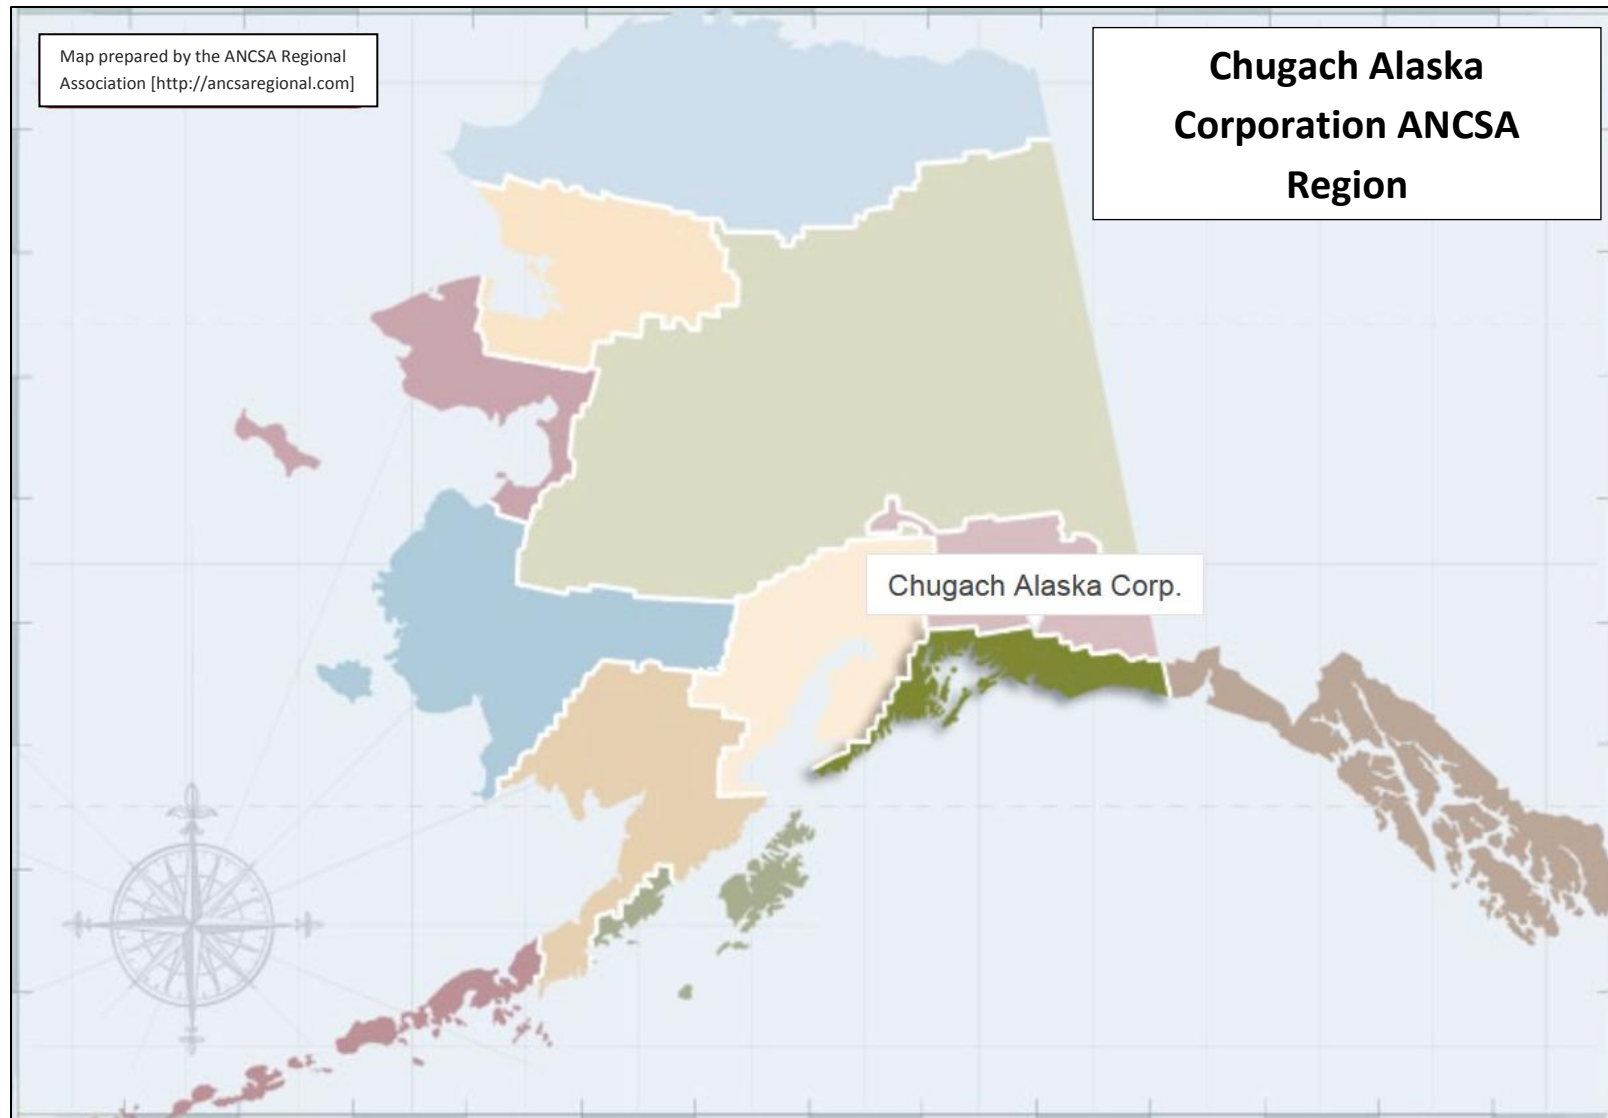 Map prepared by the ANCSA Regional
Association [http://ancsaregional.com]
Chugach Alaska
Corporation ANCSA
Region
Chugach Alaska Corp.